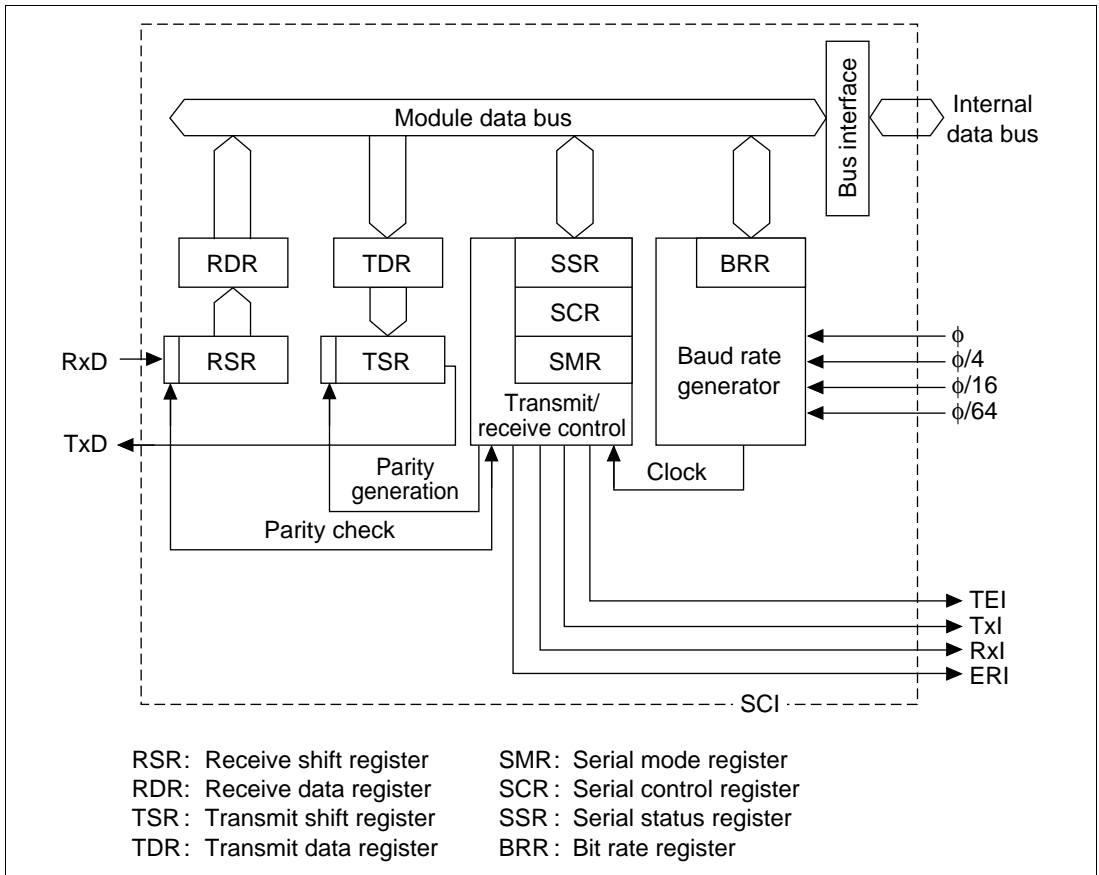 Module data bus
Bus interface
Internal
data bus
RDR
TDR
SSR
BRR
SCR
RxD
RSR
TSR
SMR
Baud rate
generator
ϕ
ϕ/4
ϕ/16
ϕ/64
Transmit/
receive control
TxD
Parity
generation
Clock
Parity check
TEI
TxI
RxI
ERI
SCI
RSR: Receive shift register
RDR: Receive data register
TSR: Transmit shift register
TDR: Transmit data register
SMR: Serial mode register
SCR: Serial control register
SSR: Serial status register
BRR: Bit rate register